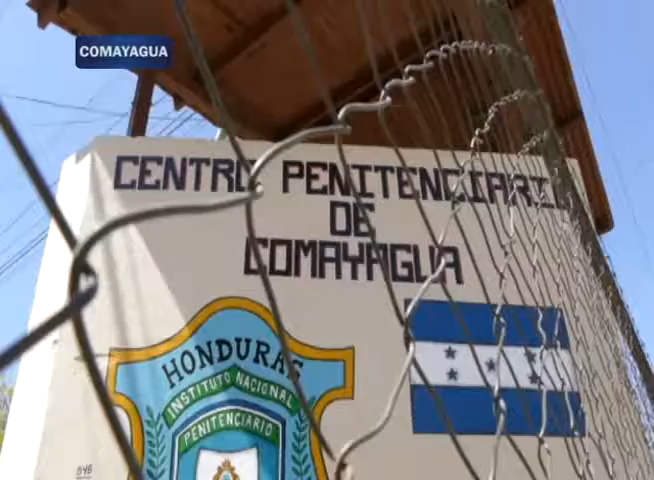 COMAYAGUA
CENTRO PENITENCIARIO
DE
COMAYAGUA
HONDURAS
INSTITUTO NACIONAL
PENITENCIARIO